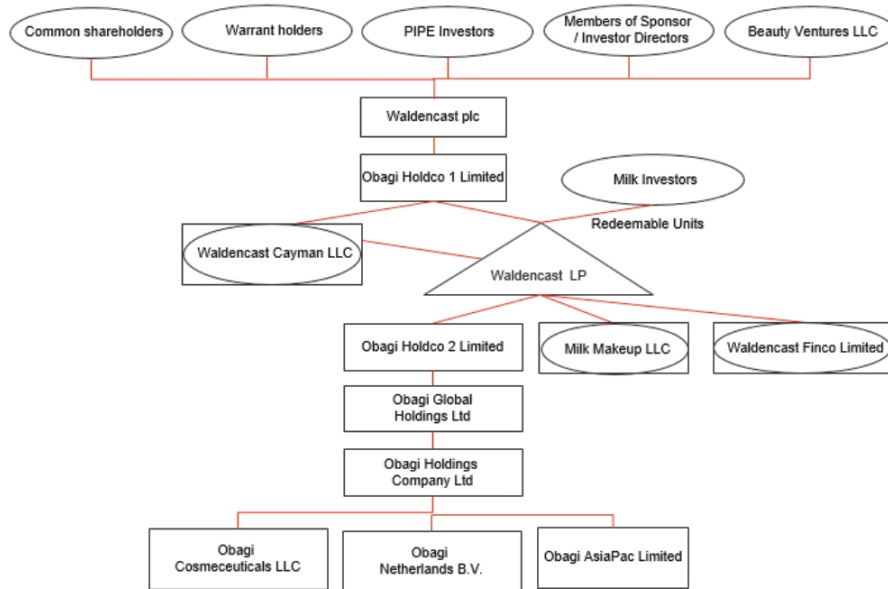 Common shareholders
Warrant holders
PIPE Investors
Members of Sponsor
/ Investor Directors
Beauty Ventures LLC
Waldencast plc
Obagi Holdco 1 Limited
Milk Investors
Redeemable Units
Waldencast Cayman LLC
Waldencast LP
Obagi Holdco 2 Limited
Milk Makeup LLC
Waldencast Finco Limited
Obagi Global
Holdings Ltd
Obagi Holdings
Company Ltd
Obagi
Cosmeceuticals LLC
Obagi
Netherlands B.V.
Obagi AsiaPac Limited